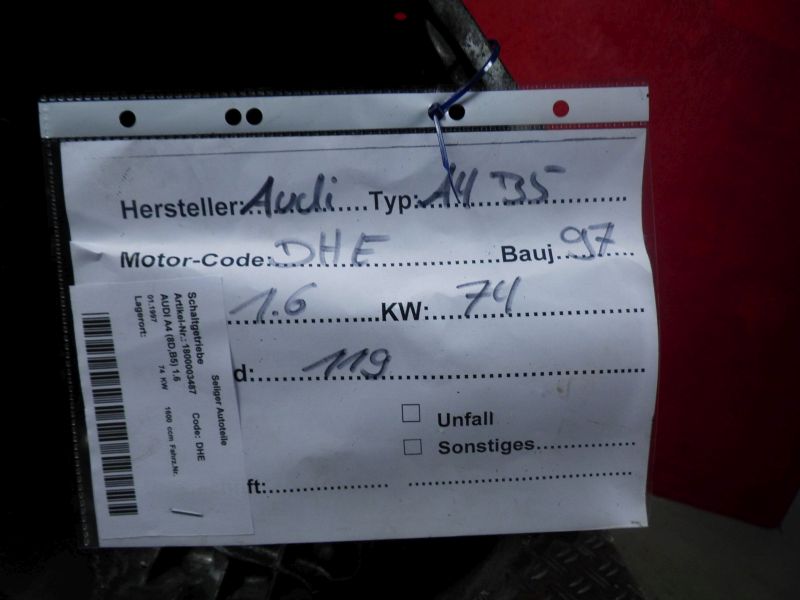 Hersteller: Audi Typ: A4 B5
Motor-Code: DHE Bauj. 97
1.6 KW: 74
d: 119
Unfall
Sonstiges
ft:
Seliger Autoteile
Schaltgetriebe Code: DHE
Artikel-Nr.: 1800003487
AUDI A4 (8D,B5) 1.6
01.1997 74 KW 1600 ccm Fahrz.Nr.
Lagerort: